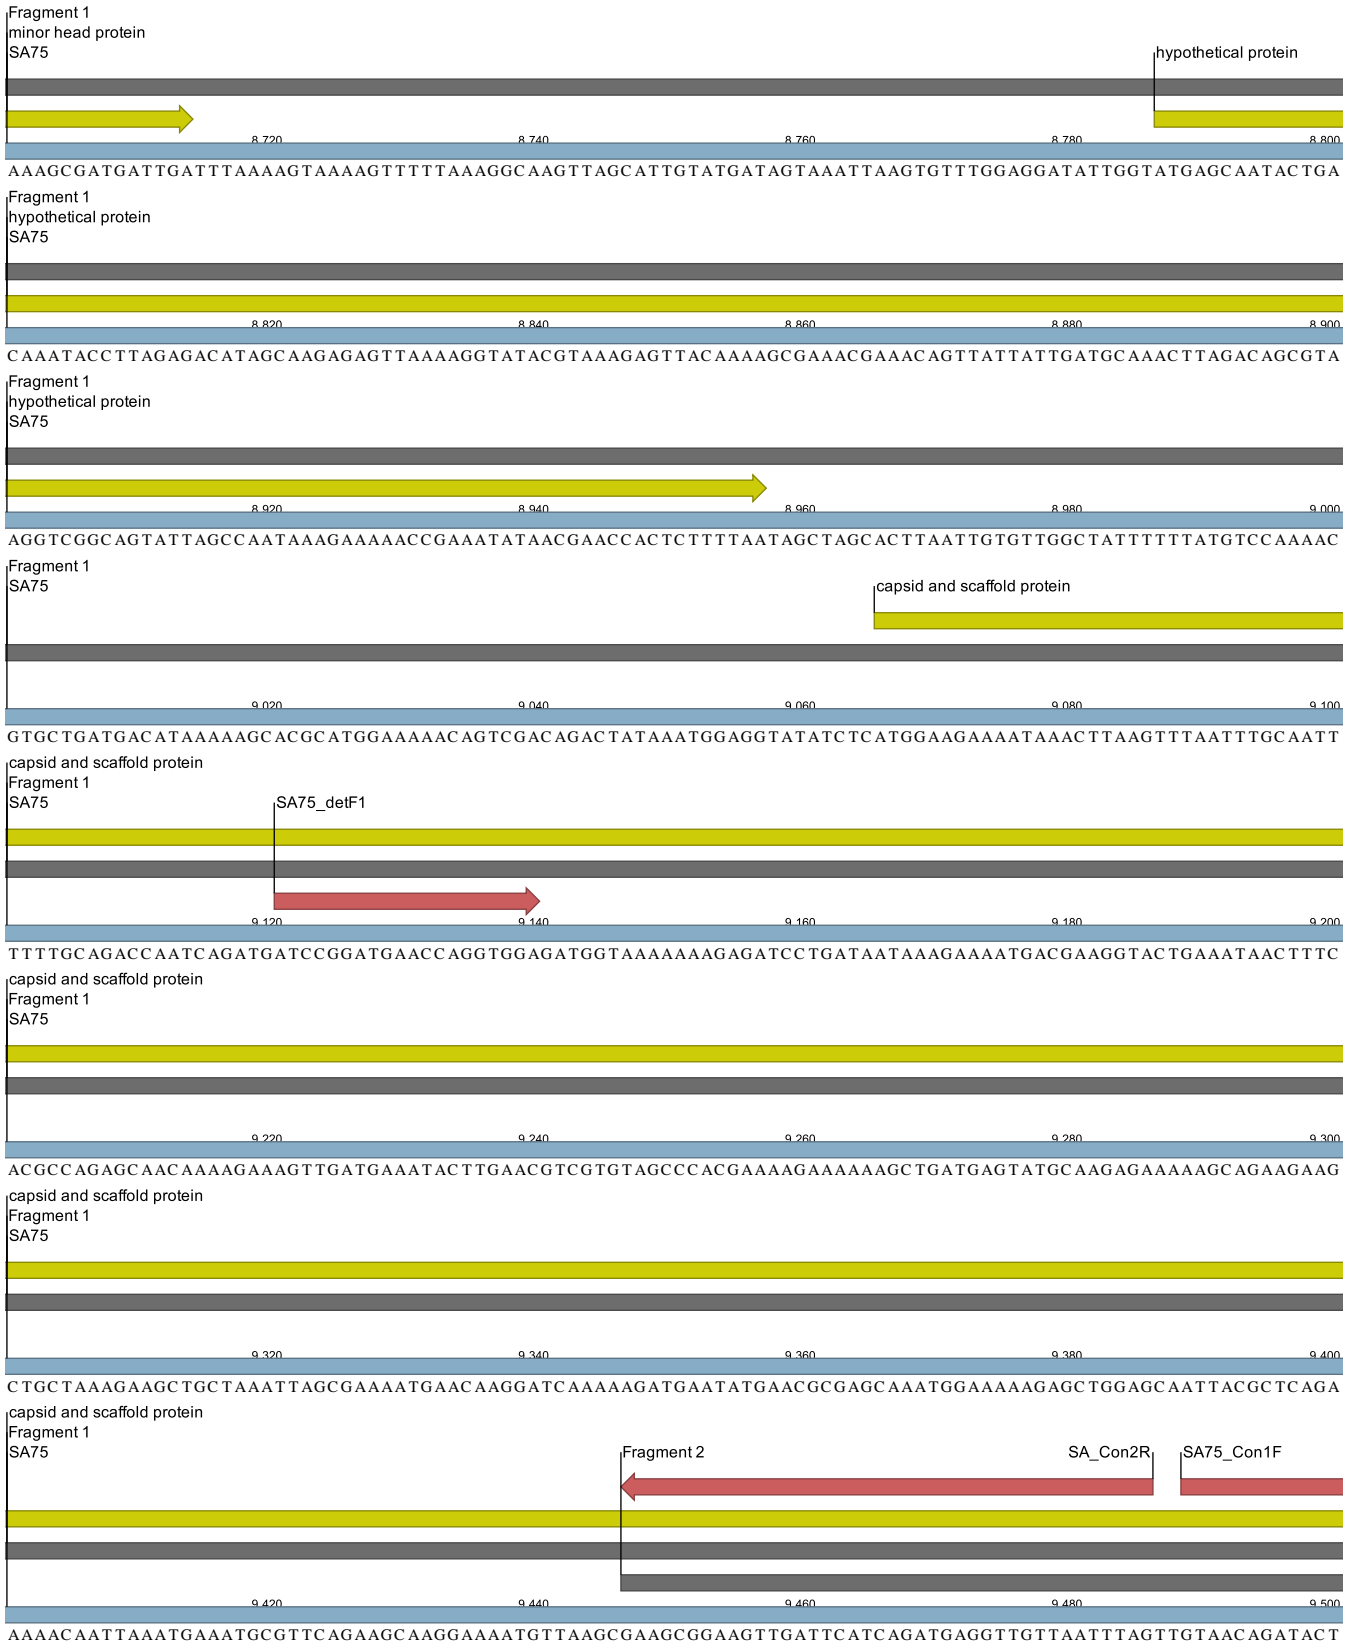 Fragment 1
minor head protein
SA75
hypothetical protein
8.720 8.740 8.760 8.780 8.800
AAAGCGATGATTGATTTAAAAGTAAAAGTTTTTAAAGGCAAGTTAGCATTGTATGATAGTAAATTAAGTGTTTGGAGGATATTGGTATGAGCAATACTGA
Fragment 1
hypothetical protein
SA75
8.820 8.840 8.860 8.880 8.900
CAAATACCTTAGAGACATAGCAAGAGAGTTAAAAGGTATACGTAAAGAGTTACAAAAGCGAAACGAAACAGTTATTATTGATGCAAACTTAGACAGCGTA
Fragment 1
hypothetical protein
SA75
8.920 8.940 8.960 8.980 9.000
AGGTCGGCAGTATTAGCCAATAAAGAAAAACCGAAATATAACGAACCACTCTTTTAATAGCTAGCACTTAATTGTGTTGGCTATTTTTTTATGTCCAAAAC
Fragment 1
SA75
capsid and scaffold protein
9.020 9.040 9.060 9.080 9.100
GTGCTGATGACATAAAAAGCACGCATGGAAAAACAGTCGACAGACTATAAATGGAGGTATATCTCATGGAAGAAAATAAACTTAAGTTTAATTTGCAATT
capsid and scaffold protein
Fragment 1
SA75
SA75_detF1
9.120 9.140 9.160 9.180 9.200
TTTTGCAGACCAATCAGATGATCCGGATGAACCAGGTGGAGATGGTAAAAAAAGAGATCCTGATAATAAAGAAAATGACGAAGGTACTGAAATAACTTTC
capsid and scaffold protein
Fragment 1
SA75
9.220 9.240 9.260 9.280 9.300
ACGCCAGAGCAACAAAAGAAAGTTGATGAAATACTTGAACGTCGTGTAGCCCACGAAAAGAAAAAAGCTGATGAGTATGCAAGAGAAAAAGCAGAAGAAG
capsid and scaffold protein
Fragment 1
SA75
9.320 9.340 9.360 9.380 9.400
CTGCTAAAGAAGCTGCTAAATTAGCGAAAATGAACAAGGATCAAAAAGATGAATATGAACGCGAGCAAATGGAAAAAGAGCTGGAGCAATTACGCTCAGA
capsid and scaffold protein
Fragment 1
SA75
Fragment 2 SA_Con2R SA75_Con1F
9.420 9.440 9.460 9.480 9.500
AAAACAATTAAATGAAATGCGTTCAGAAGCAAGGAAAATGTTAAGCGAAGCGGAAGTTGATTCATCAGATGAGGTTGTTAATTTAGTTGTAACAGATACT